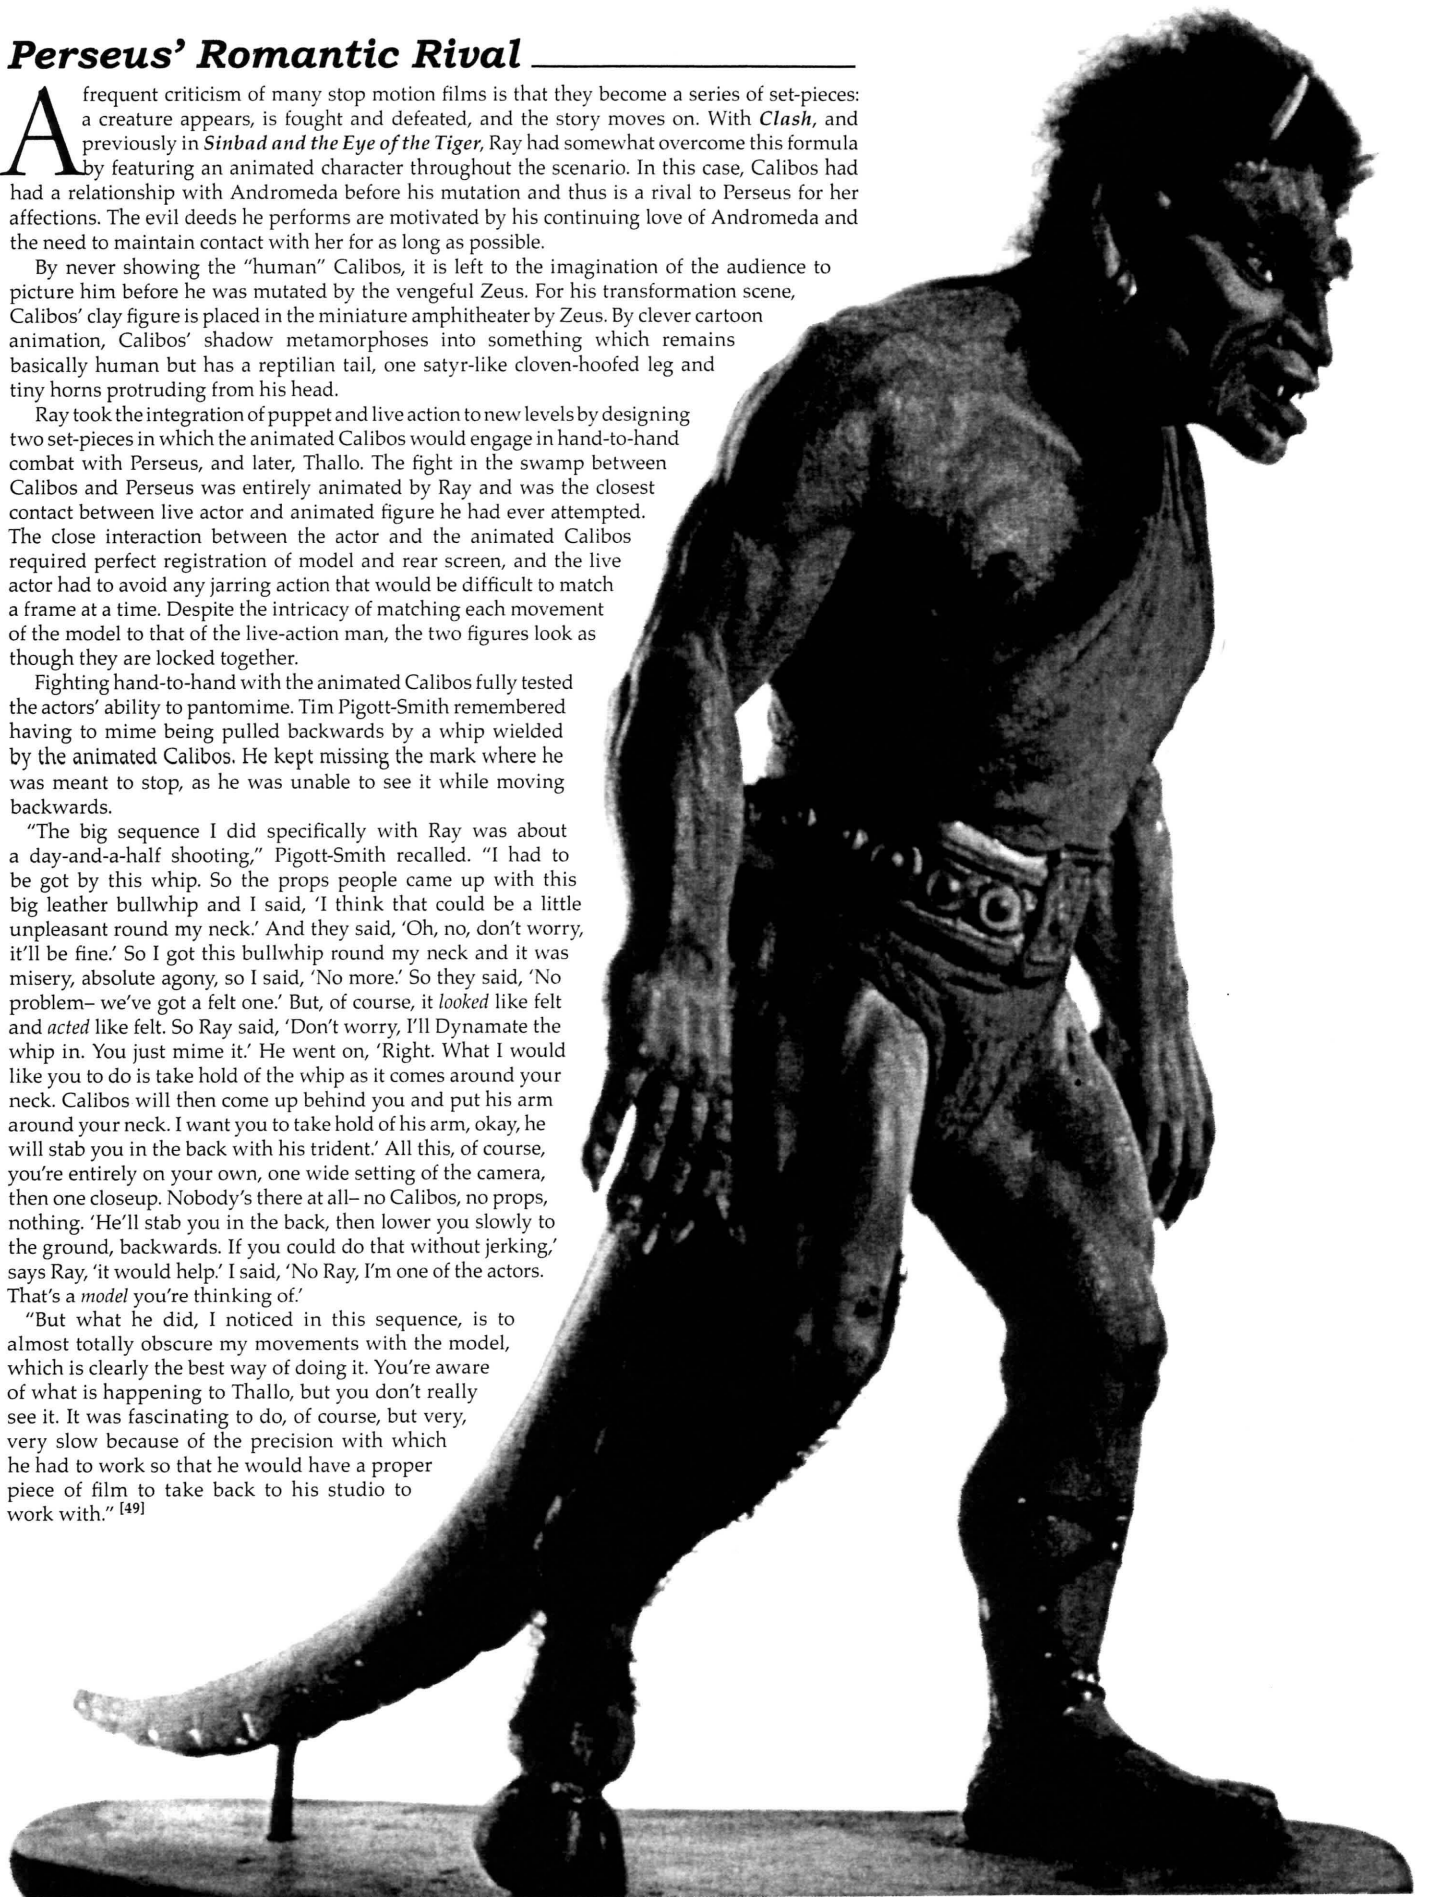 Perseus' Romantic Rival
A frequent criticism of many stop motion films is that they become a series of set-pieces:
a creature appears, is fought and defeated, and the story moves on. With Clash, and
previously in Sinbad and the Eye of the Tiger, Ray had somewhat overcome this formula
by featuring an animated character throughout the scenario. In this case, Calibos had
had a relationship with Andromeda before his mutation and thus is a rival to Perseus for her
affections. The evil deeds he performs are motivated by his continuing love of Andromeda and
the need to maintain contact with her for as long as possible.
By never showing the "human" Calibos, it is left to the imagination of the audience to
picture him before he was mutated by the vengeful Zeus. For his transformation scene,
Calibos' clay figure is placed in the miniature amphitheater by Zeus. By clever cartoon
animation, Calibos' shadow metamorphoses into something which remains
basically human but has a reptilian tail, one satyr-like cloven-hoofed leg and
tiny horns protruding from his head.
Ray took the integration of puppet and live action to new levels by designing
two set-pieces in which the animated Calibos would engage in hand-to-hand
combat with Perseus, and later, Thallo. The fight in the swamp between
Calibos and Perseus was entirely animated by Ray and was the closest
contact between live actor and animated figure he had ever attempted.
The close interaction between the actor and the animated Calibos
required perfect registration of model and rear screen, and the live
actor had to avoid any jarring action that would be difficult to match
a frame at a time. Despite the intricacy of matching each movement
of the model to that of the live-action man, the two figures look as
though they are locked together.
Fighting hand-to-hand with the animated Calibos fully tested
the actors' ability to pantomime. Tim Pigott-Smith remembered
having to mime being pulled backwards by a whip wielded
by the animated Calibos. He kept missing the mark where he
was meant to stop, as he was unable to see it while moving
backwards.
"The big sequence I did specifically with Ray was about
a day-and-a-half shooting," Pigott-Smith recalled. "I had to
be got by this whip. So the props people came up with this
big leather bullwhip and I said, 'I think that could be a little
unpleasant round my neck.' And they said, 'Oh, no, don't worry,
it'll be fine.' So I got this bullwhip round my neck and it was
misery, absolute agony, so I said, 'No more.' So they said, 'No
problem– we've got a felt one.' But, of course, it looked like felt
and acted like felt. So Ray said, 'Don't worry, I'll Dynamate the
whip in. You just mime it.' He went on, 'Right. What I would
like you to do is take hold of the whip as it comes around your
neck. Calibos will then come up behind you and put his arm
around your neck. I want you to take hold of his arm, okay, he
will stab you in the back with his trident.' All this, of course,
you're entirely on your own, one wide setting of the camera,
then one closeup. Nobody's there at all– no Calibos, no props,
nothing. 'He'll stab you in the back, then lower you slowly to
the ground, backwards. If you could do that without jerking,'
says Ray, 'it would help.' I said, 'No Ray, I'm one of the actors.
That's a model you're thinking of.'
"But what he did, I noticed in this sequence, is to
almost totally obscure my movements with the model,
which is clearly the best way of doing it. You're aware
of what is happening to Thallo, but you don't really
see it. It was fascinating to do, of course, but very,
very slow because of the precision with which
he had to work so that he would have a proper
piece of film to take back to his studio to
work with." [49]